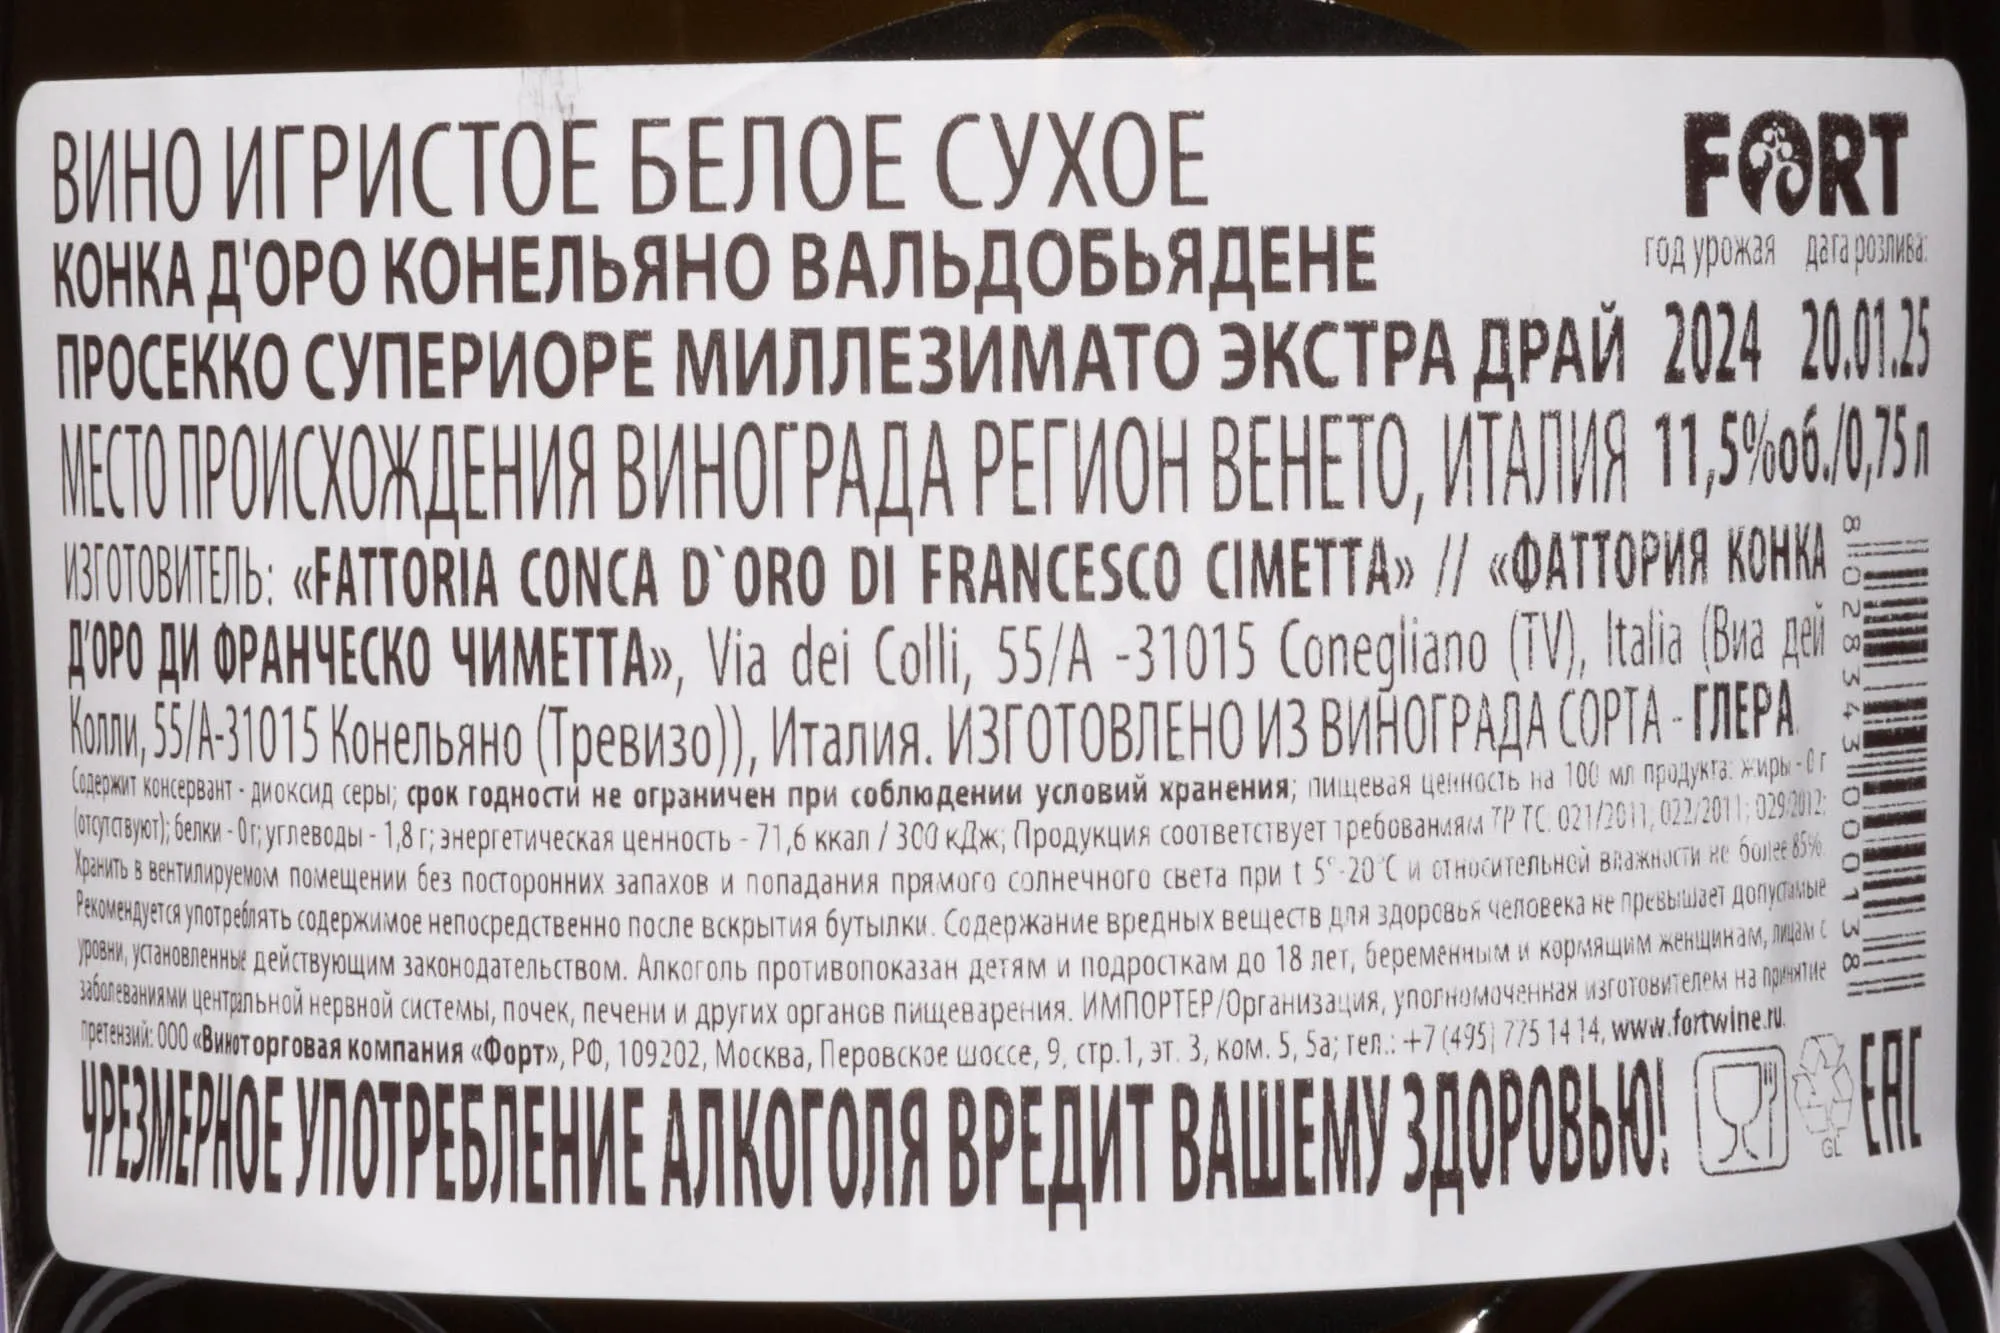 ВИНО ИГРИСТОЕ БЕЛОЕ СУХОЕ
FORT
КОНКА Д'ОРО КОНЕЛЬЯНО ВАЛЬДОБЬЯДЕНЕ
год урожая дата розлива:
ПРОСЕККО СУПЕРИОРЕ МИЛЛЕЗИМАТО ЭКСТРА ДРАЙ 2024 20.01.25
МЕСТО ПРОИСХОЖДЕНИЯ ВИНОГРАДА РЕГИОН ВЕНЕТО, ИТАЛИЯ 11,5%об./0,75 л
ИЗГОТОВИТЕЛЬ: «FATTORIA CONCA D`ORO DI FRANCESCO CIMETTA» // «ФАТТОРИЯ КОНКА
Д'ОРО ДИ ФРАНЧЕСКО ЧИМЕТТА», Via dei Colli, 55/A -31015 Conegliano (TV), Italia (Виа дей
Колли, 55/А-31015 Конельяно (Тревизо)), Италия. ИЗГОТОВЛЕНО ИЗ ВИНОГРАДА СОРТА - ГЛЕРА.
Содержит консервант - диоксид серы; срок годности не ограничен при соблюдении условий хранения; пищевая ценность на 100 мл продукта: жиры - 0 г
(отсутствуют); белки - 0 г; углеводы - 1,8 г; энергетическая ценность - 71,6 ккал / 300 кДж; Продукция соответствует требованиям ТР ТС: 021/2011; 022/2011; 029/2012;
Хранить в вентилируемом помещении без посторонних запахов и попадания прямого солнечного света при t 5°-20°С и относительной влажности не более 85%.
Рекомендуется употреблять содержимое непосредственно после вскрытия бутылки. Содержание вредных веществ для здоровья человека не превышает допустимые
уровни, установленные действующим законодательством. Алкоголь противопоказан детям и подросткам до 18 лет, беременным и кормящим женщинам, лицам с
заболеваниями центральной нервной системы, почек, печени и других органов пищеварения. ИМПОРТЕР/Организация, уполномоченная изготовителем на принятие
претензий: ООО «Виноторговая компания «Форт», РФ, 109202, Москва, Перовское шоссе, 9, стр.1, эт. 3, ком. 5, 5а; тел.: +7 (495) 775 14 14, www.fortwine.ru.
ЧРЕЗМЕРНОЕ УПОТРЕБЛЕНИЕ АЛКОГОЛЯ ВРЕДИТ ВАШЕМУ ЗДОРОВЬЮ!
GL
EAC
8028343000138